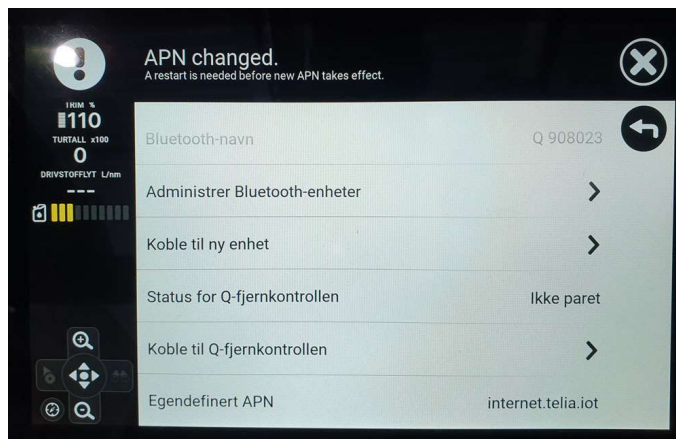 APN changed.
A restart is needed before new APN takes effect.
TRIM %
110
TURTALL x100
0
DRIVSTOFFLYT L/nm
---
Bluetooth-navn Q 908023
Administrer Bluetooth-enheter
Koble til ny enhet
Status for Q-fjernkontrollen Ikke paret
Koble til Q-fjernkontrollen
Egendefinert APN internet.telia.iot